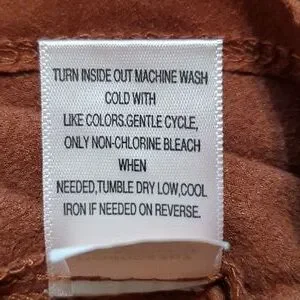 TURN INSIDE OUT MACHINE WASH
COLD WITH
LIKE COLORS.GENTLE CYCLE,
ONLY NON-CHLORINE BLEACH
WHEN
NEEDED,TUMBLE DRY LOW,COOL
IRON IF NEEDED ON REVERSE.